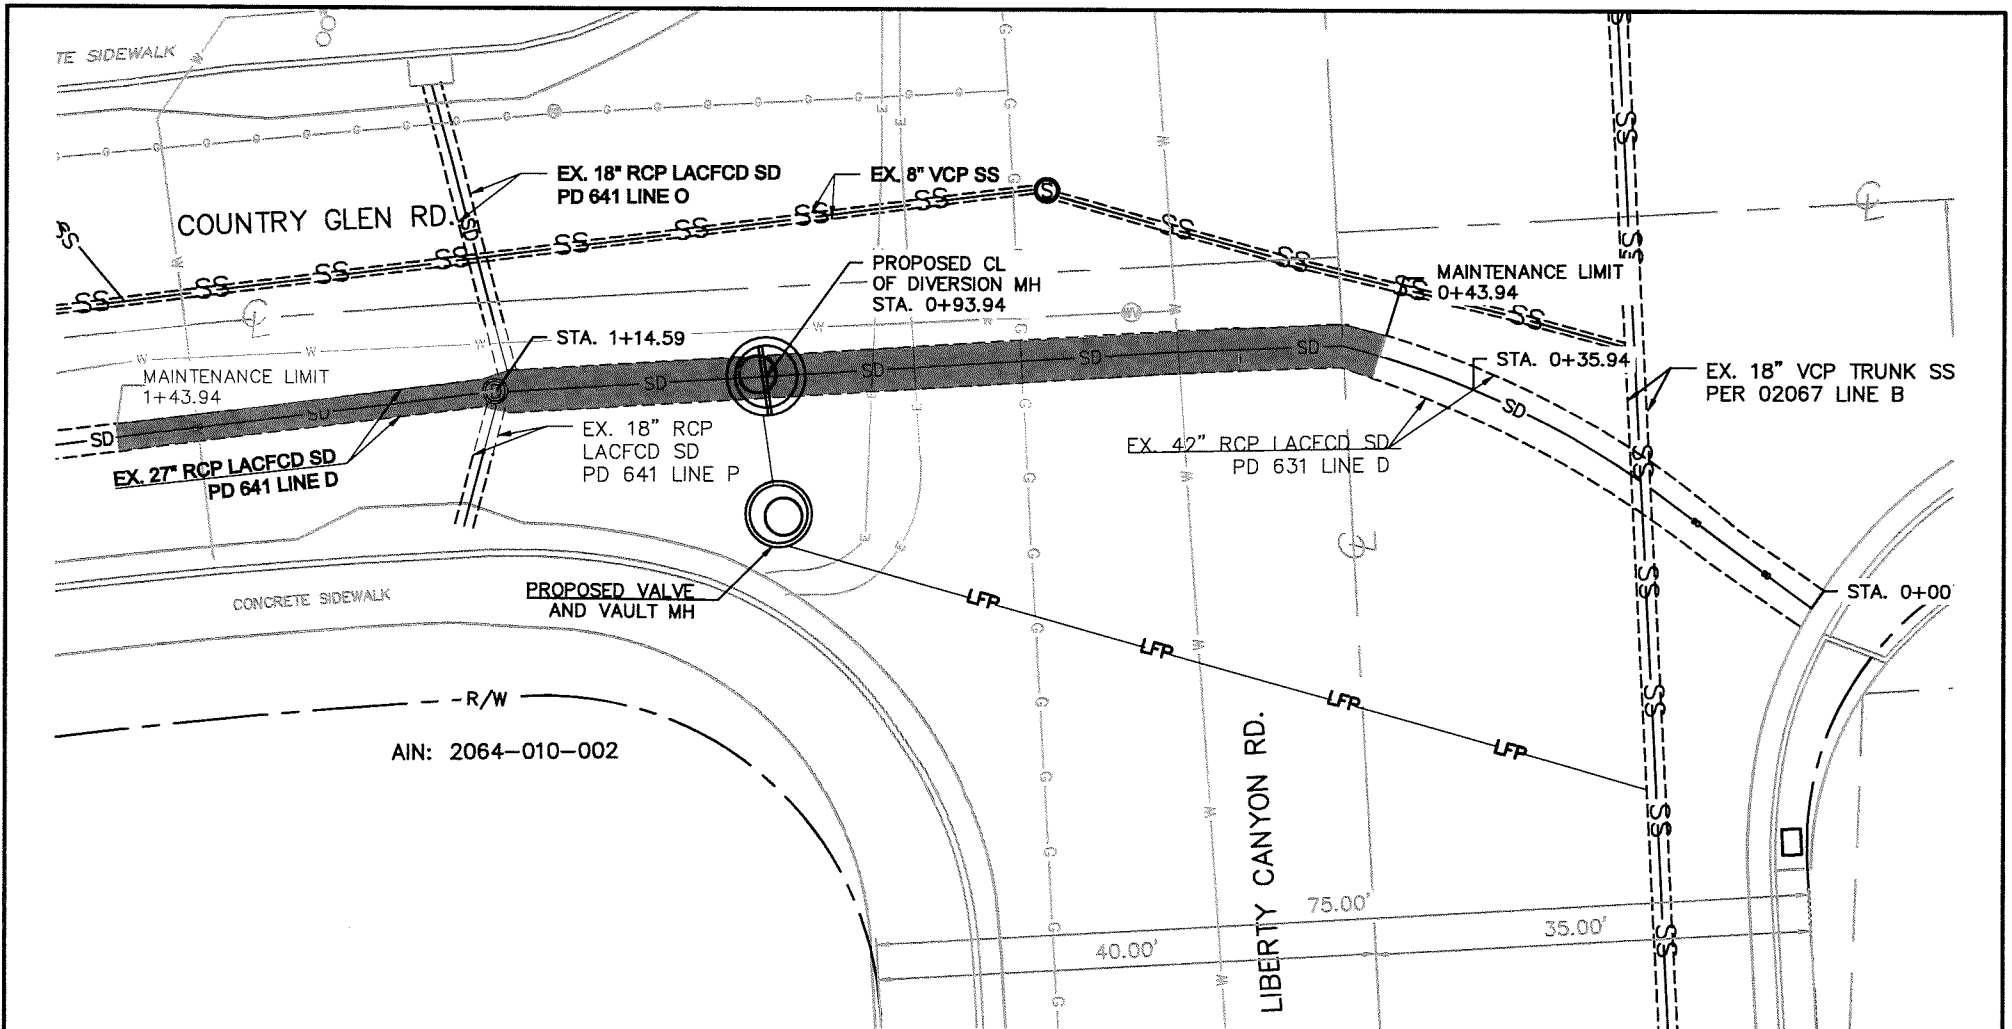 TE SIDEWALK
EX. 18" RCP LACFCD SD
PD 641 LINE O
EX. 8" VCP SS
COUNTRY GLEN RD.
PROPOSED CL
OF DIVERSION MH
STA. 0+93.94
MAINTENANCE LIMIT
0+43.94
STA. 1+14.59
MAINTENANCE LIMIT
1+43.94
STA. 0+35.94
EX. 18" VCP TRUNK SS
PER 02067 LINE B
EX. 18" RCP
LACFCD SD
PD 641 LINE P
EX. 42" RCP LACFCD SD
PD 631 LINE D
EX. 27" RCP LACFCD SD
PD 641 LINE D
PROPOSED VALVE
AND VAULT MH
STA. 0+00
CONCRETE SIDEWALK
R/W
AIN: 2064-010-002
LIBERTY CANYON RD.
75.00'
40.00'
35.00'
SS SS SS SS SS SS SS SS S SS SS SS SS
SD SD SD SD SD SD SD SD
LFP LFP LFP LFP